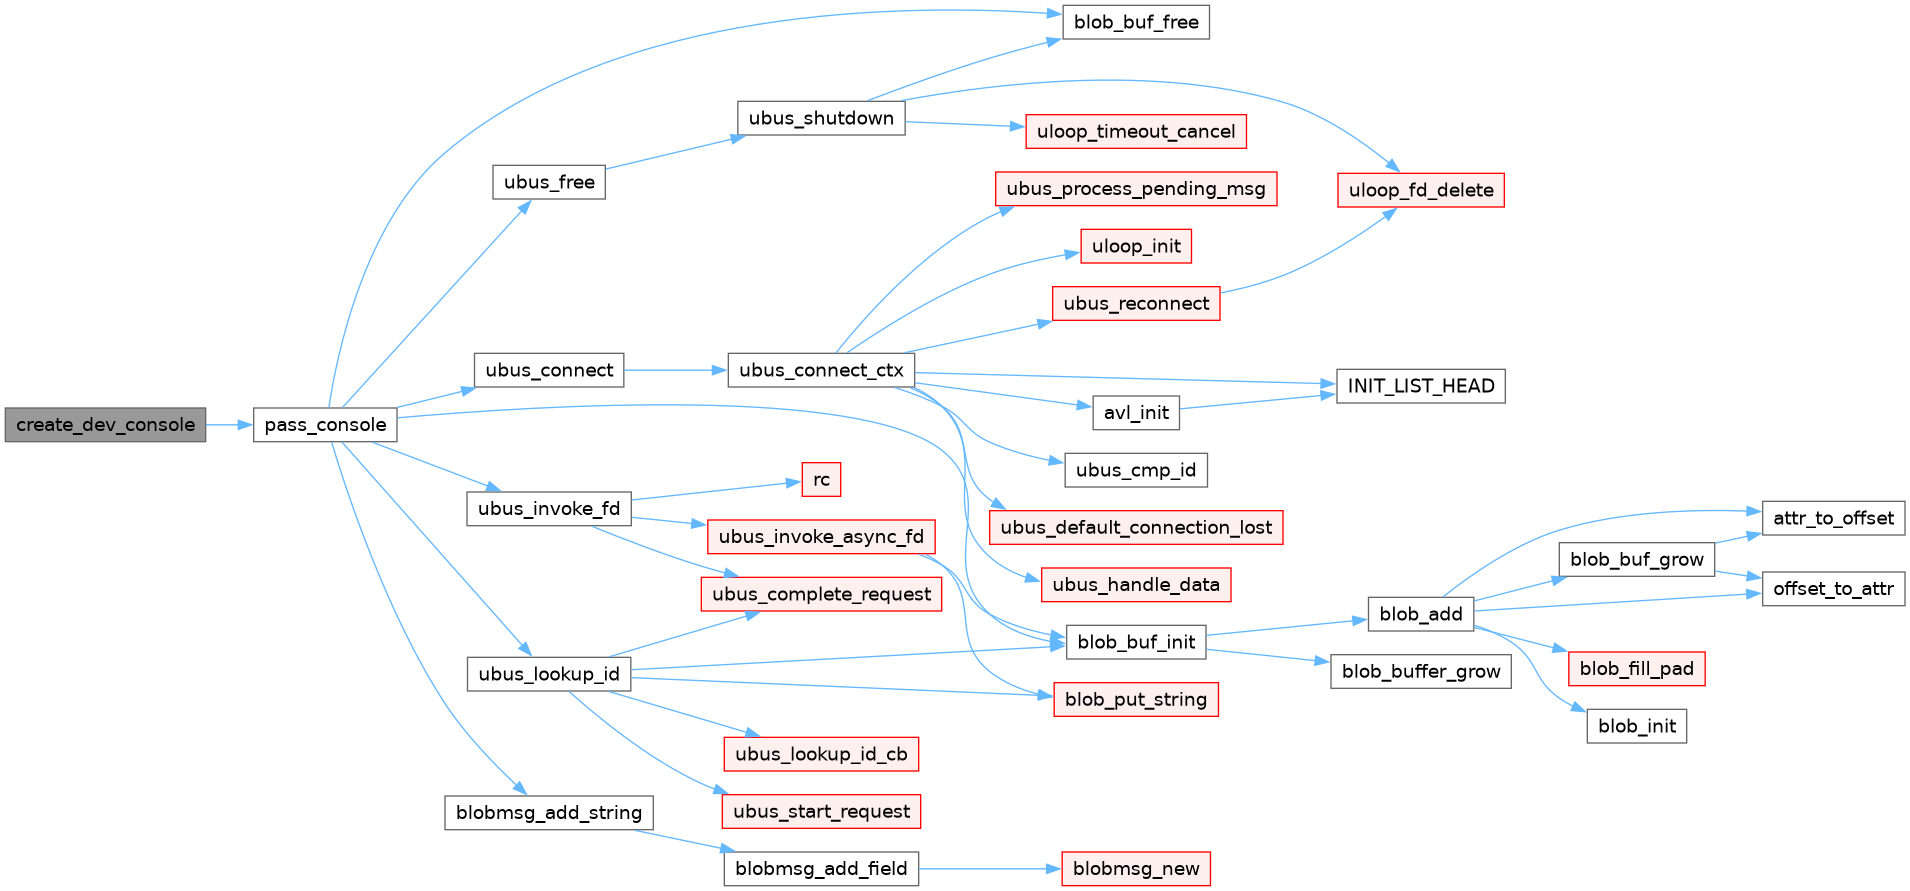 blob_buf_free
ubus_shutdown
uloop_timeout_cancel
ubus_free
ubus_process_pending_msg
uloop_fd_delete
uloop_init
ubus_reconnect
ubus_connect
ubus_connect_ctx
INIT_LIST_HEAD
avl_init
create_dev_console
pass_console
ubus_cmp_id
rc
ubus_invoke_fd
ubus_default_connection_lost
attr_to_offset
ubus_invoke_async_fd
blob_buf_grow
ubus_handle_data
offset_to_attr
ubus_complete_request
blob_add
blob_buf_init
blob_fill_pad
blob_buffer_grow
ubus_lookup_id
blob_put_string
blob_init
ubus_lookup_id_cb
ubus_start_request
blobmsg_add_string
blobmsg_add_field
blobmsg_new